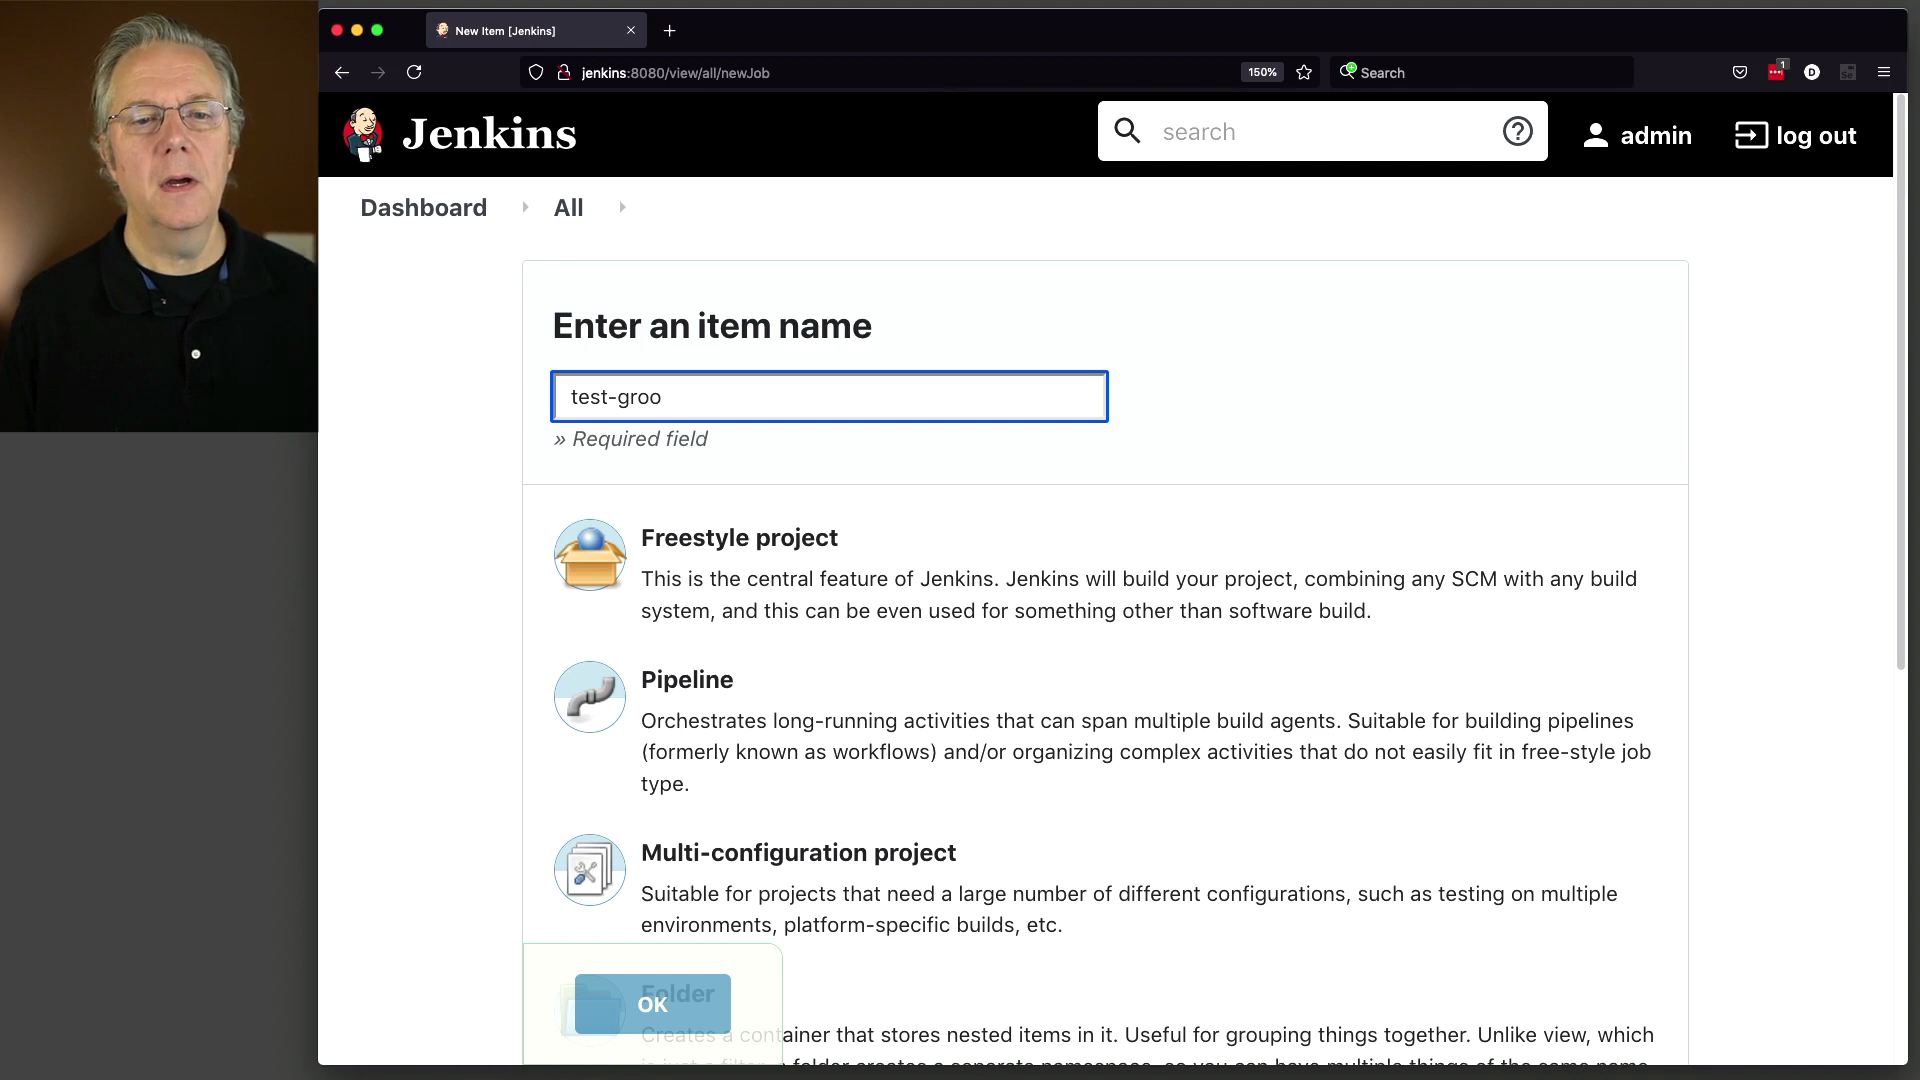 New Item [Jenkins]
jenkins:8080/view/all/newJob
150%
Search
1
D
Jenkins
search
admin
log out
Dashboard
All
Enter an item name
test-groo
» Required field
Freestyle project
This is the central feature of Jenkins. Jenkins will build your project, combining any SCM with any build
system, and this can be even used for something other than software build.
Pipeline
Orchestrates long-running activities that can span multiple build agents. Suitable for building pipelines
(formerly known as workflows) and/or organizing complex activities that do not easily fit in free-style job
type.
Multi-configuration project
Suitable for projects that need a large number of different configurations, such as testing on multiple
environments, platform-specific builds, etc.
Folder
OK
Creates a container that stores nested items in it. Useful for grouping things together. Unlike view, which